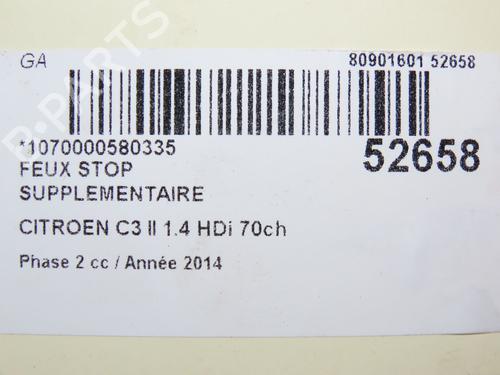 GA
80901601 52658
*1070000580335
52658
FEUX STOP
SUPPLEMENTAIRE
CITROEN C3 II 1.4 HDi 70ch
Phase 2 cc / Année 2014
B-PARTS